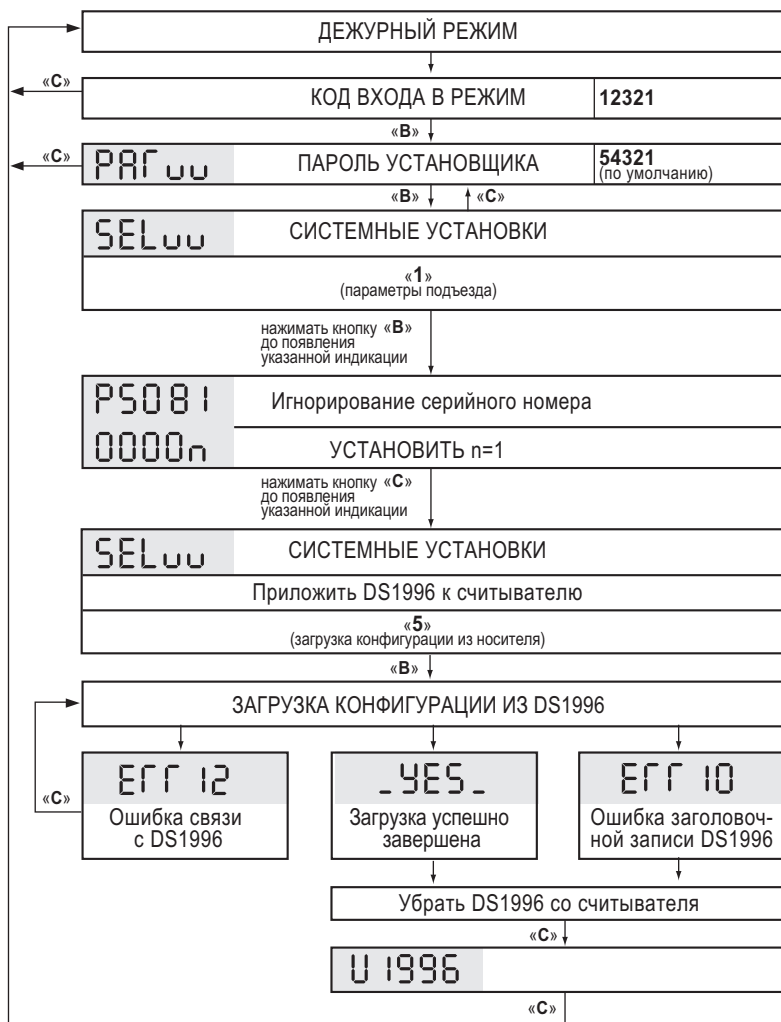 ДЕЖУРНЫЙ РЕЖИМ
«С»
КОД ВХОДА В РЕЖИМ 12321
«В»
«С»
PAГυυ ПАРОЛЬ УСТАНОВЩИКА 54321
(по умолчанию)
«В» «С»
SELυυ СИСТЕМНЫЕ УСТАНОВКИ
«1»
(параметры подъезда)
нажимать кнопку «В»
до появления
указанной индикации
PS081 Игнорирование серийного номера
0000n УСТАНОВИТЬ n=1
нажимать кнопку «С»
до появления
указанной индикации
SELυυ СИСТЕМНЫЕ УСТАНОВКИ
Приложить DS1996 к считывателю
«5»
(загрузка конфигурации из носителя)
«В»
ЗАГРУЗКА КОНФИГУРАЦИИ ИЗ DS1996
«С»
EГГ 12
Ошибка связи
с DS1996
_YES_
Загрузка успешно
завершена
EГГ 10
Ошибка заголовоч-
ной записи DS1996
Убрать DS1996 со считывателя
«С»
U 1996
«С»